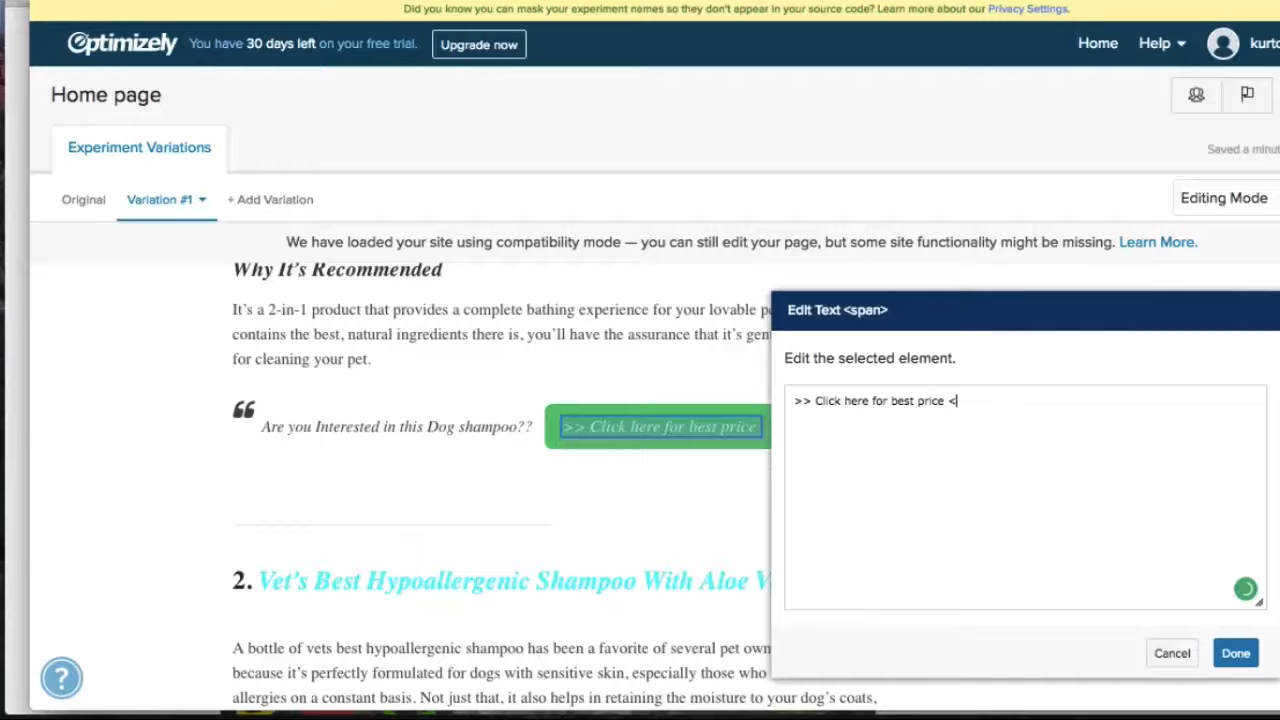 Did you know you can mask your experiment names so they don't appear in your source code? Learn more about our Privacy Settings.
Optimizely You have 30 days left on your free trial. Upgrade now Home Help kurto
Home page
Experiment Variations
Saved a minut
Original Variation #1 + Add Variation Editing Mode
We have loaded your site using compatibility mode — you can still edit your page, but some site functionality might be missing. Learn More.
Why It's Recommended
It's a 2-in-1 product that provides a complete bathing experience for your lovable p
contains the best, natural ingredients there is, you'll have the assurance that it's gen
for cleaning your pet.
“ Are you Interested in this Dog shampoo?? >> Click here for best price
2. Vet's Best Hypoallergenic Shampoo With Aloe V
A bottle of vets best hypoallergenic shampoo has been a favorite of several pet own
because it's perfectly formulated for dogs with sensitive skin, especially those who
allergies on a constant basis. Not just that, it also helps in retaining the moisture to your dog's coats,
Edit Text <span>
Edit the selected element.
>> Click here for best price <
Cancel Done
?